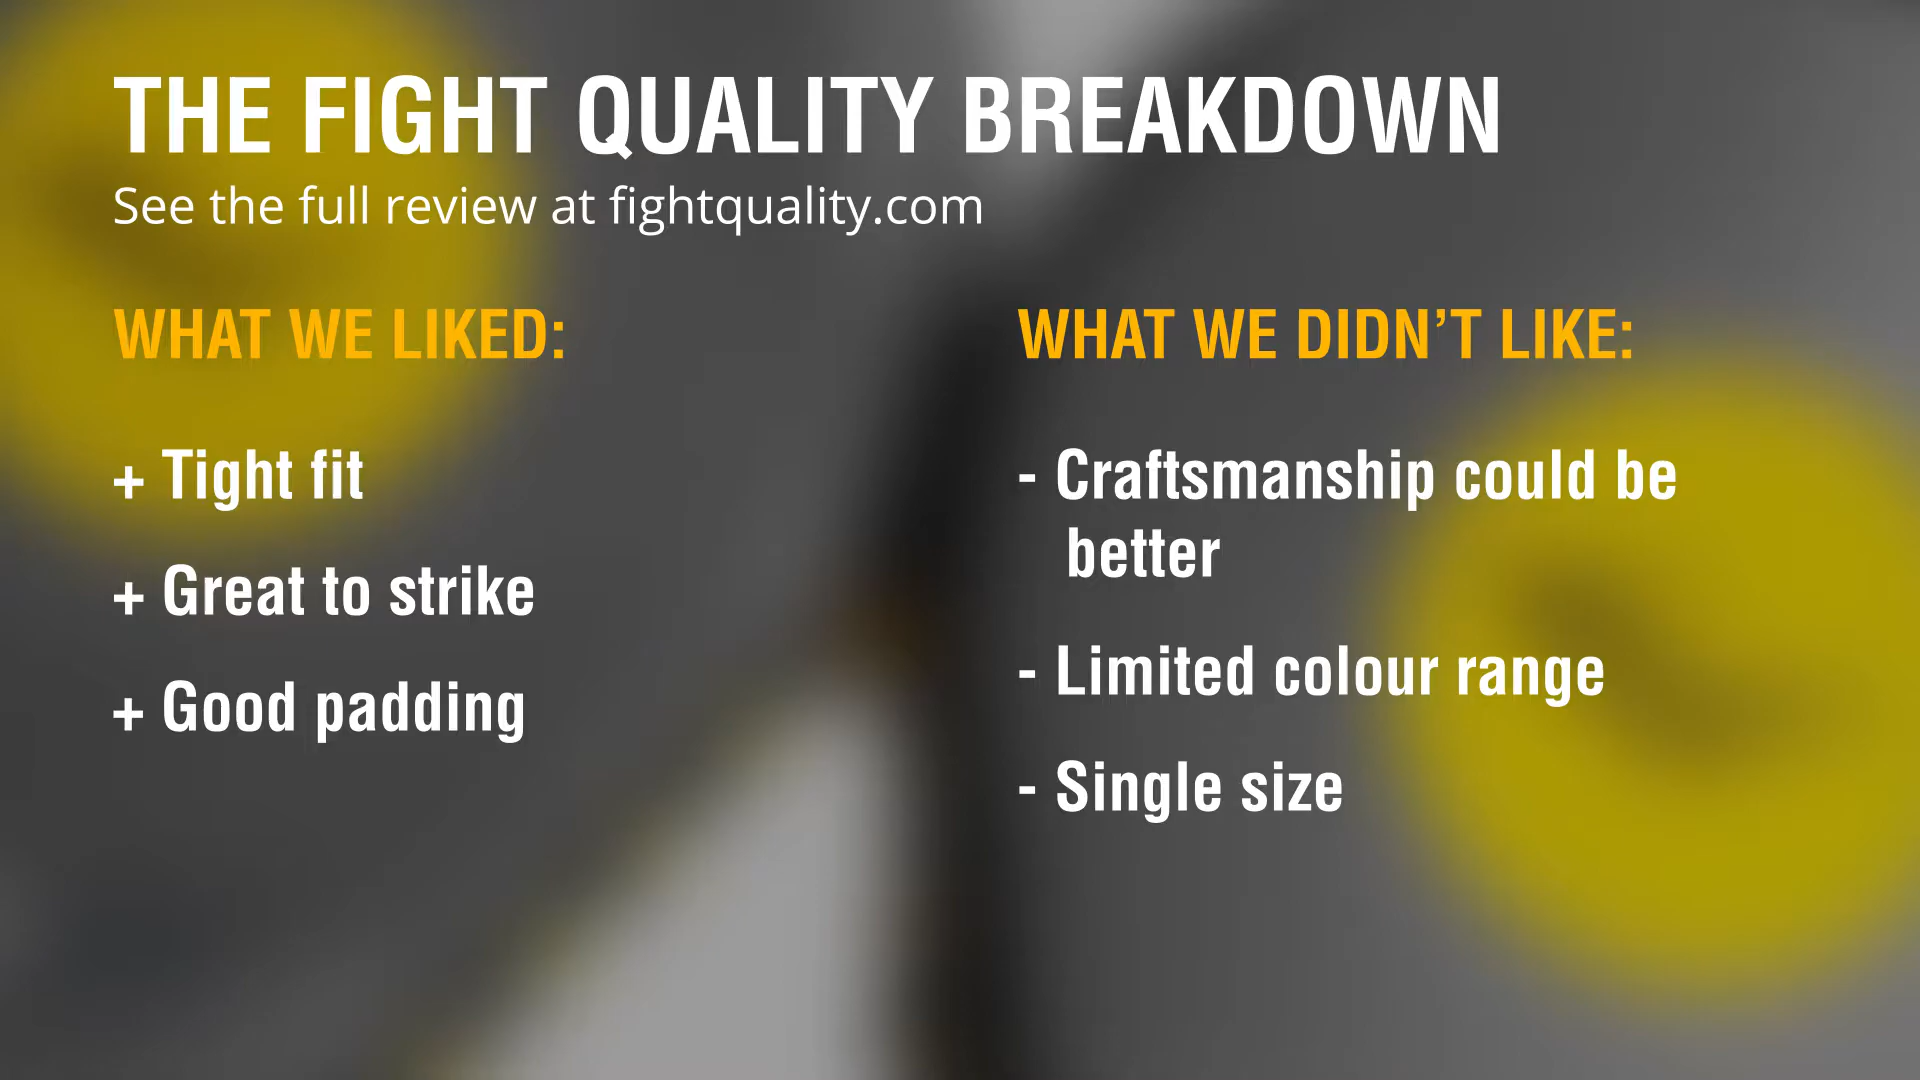 THE FIGHT QUALITY BREAKDOWN
See the full review at fightquality.com
WHAT WE LIKED:
+ Tight fit
+ Great to strike
+ Good padding
WHAT WE DIDN’T LIKE:
- Craftsmanship could be
better
- Limited colour range
- Single size